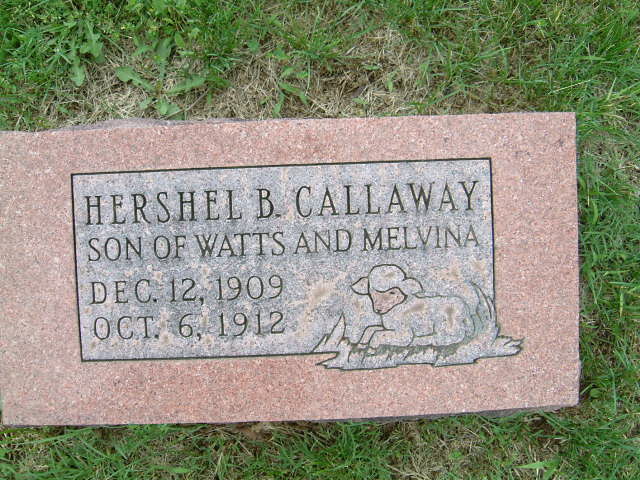 HERSHEL B. CALLAWAY
SON OF WATTS AND MELVINA
DEC. 12, 1909
OCT. 6, 1912